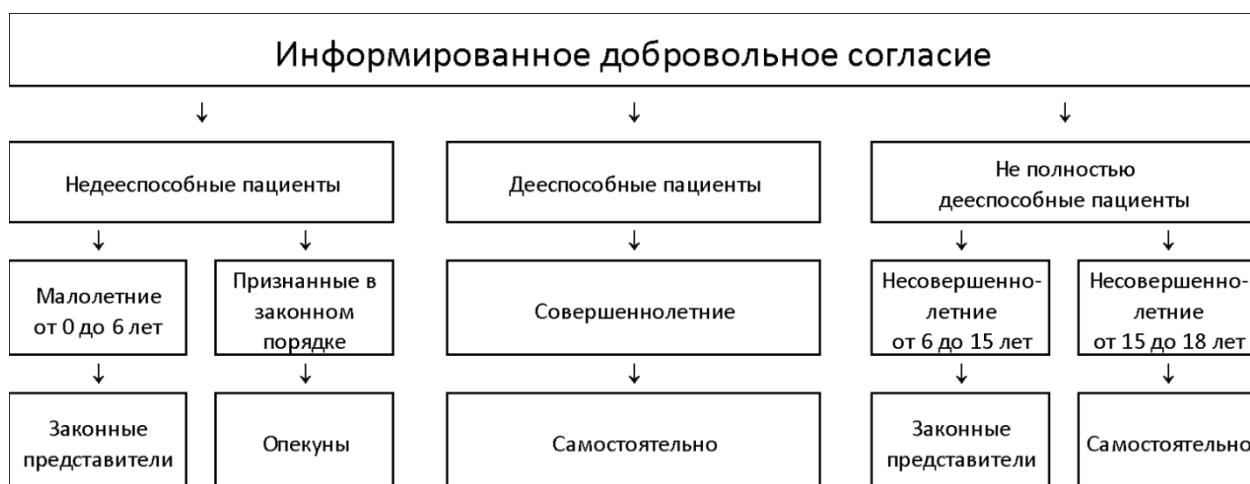 Информированное добровольное согласие
↓ ↓ ↓
Недееспособные пациенты
Дееспособные пациенты
Не полностью
дееспособные пациенты
↓ ↓ ↓ ↓ ↓
Малолетние
от 0 до 6 лет
Признанные в
законном
порядке
Совершеннолетние
Несовершенно-
летние
от 6 до 15 лет
Несовершенно-
летние
от 15 до 18 лет
↓ ↓ ↓ ↓ ↓
Законные
представители
Опекуны
Самостоятельно
Законные
представители
Самостоятельно